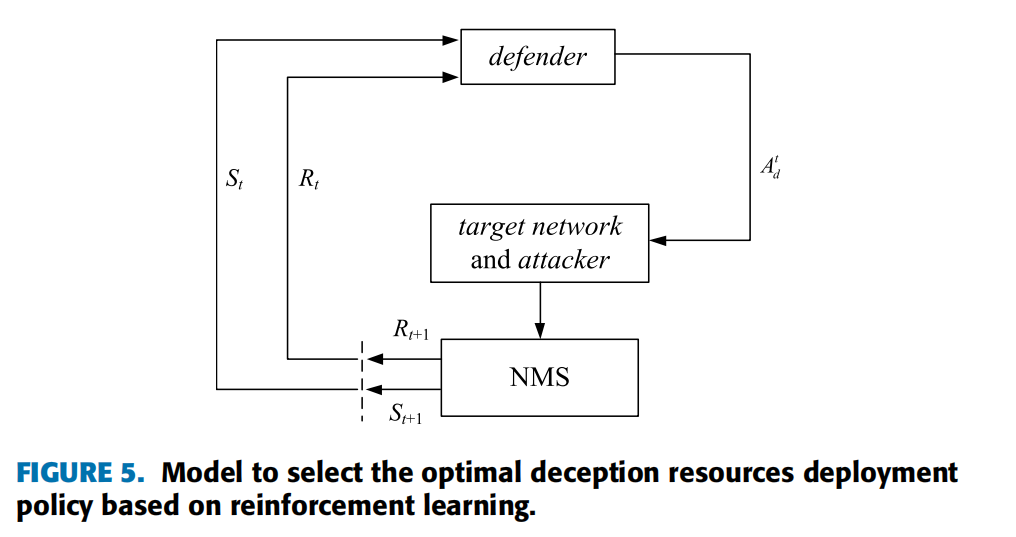 defender
S_t
R_t
A_d^t
target network
and attacker
R_{t+1}
NMS
S_{t+1}
FIGURE 5. Model to select the optimal deception resources deployment
policy based on reinforcement learning.